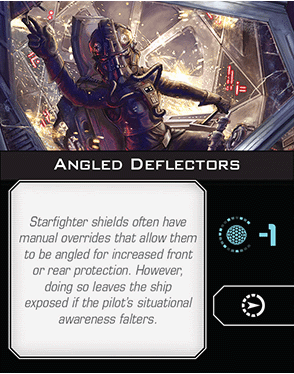 Angled Deflectors
Starfighter shields often have
manual overrides that allow them
to be angled for increased front
or rear protection. However,
doing so leaves the ship
exposed if the pilot's situational
awareness falters.
-1